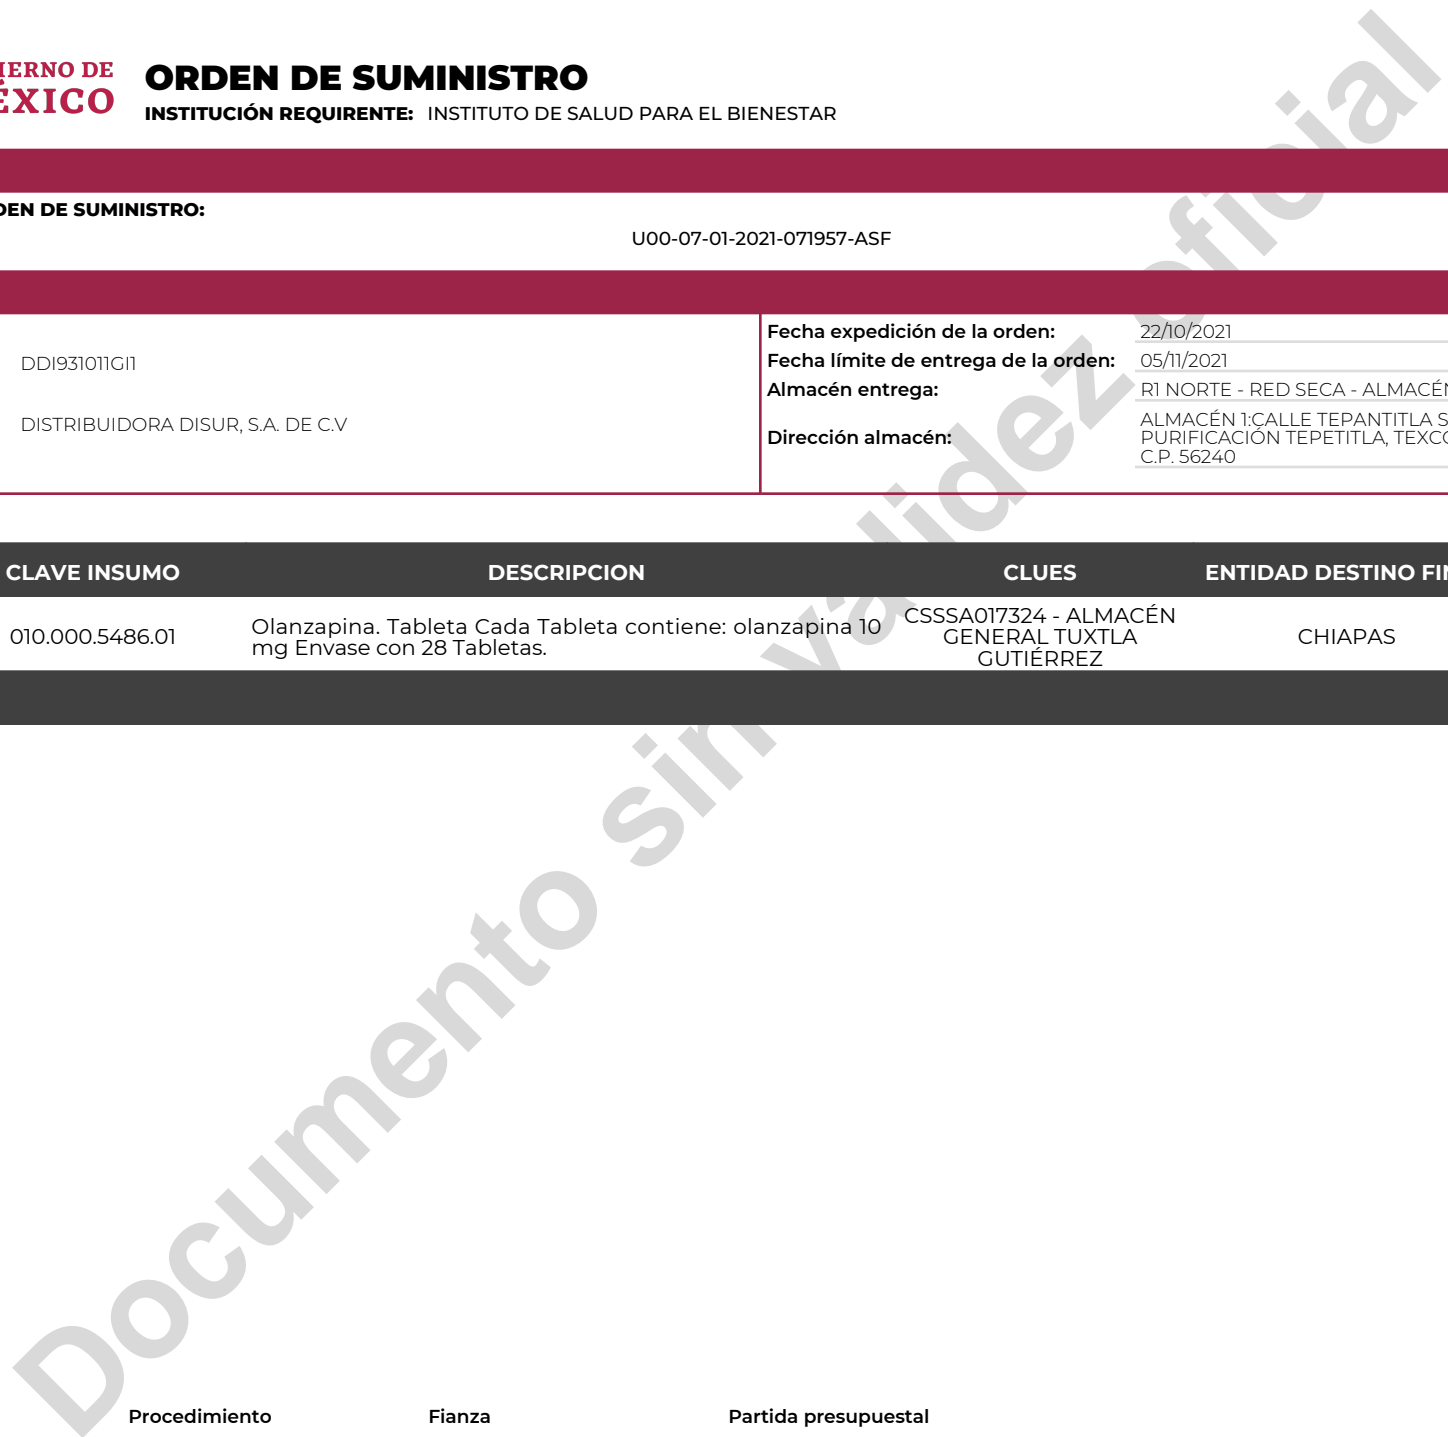 IERNO DE
ÉXICO
ORDEN DE SUMINISTRO
INSTITUCIÓN REQUIRENTE: INSTITUTO DE SALUD PARA EL BIENESTAR
DEN DE SUMINISTRO:
U00-07-01-2021-071957-ASF
DDI931011GI1
DISTRIBUIDORA DISUR, S.A. DE C.V
Fecha expedición de la orden: 22/10/2021
Fecha límite de entrega de la orden: 05/11/2021
Almacén entrega: R1 NORTE - RED SECA - ALMACÉN
Dirección almacén:
ALMACÉN 1:CALLE TEPANTITLA S
PURIFICACIÓN TEPETITLA, TEXCO
C.P. 56240
CLAVE INSUMO DESCRIPCION CLUES ENTIDAD DESTINO FIN
010.000.5486.01
Olanzapina. Tableta Cada Tableta contiene: olanzapina 10
mg Envase con 28 Tabletas.
CSSSA017324 - ALMACÉN
GENERAL TUXTLA
GUTIÉRREZ
CHIAPAS
Documento sin validez oficial
Procedimiento Fianza Partida presupuestal